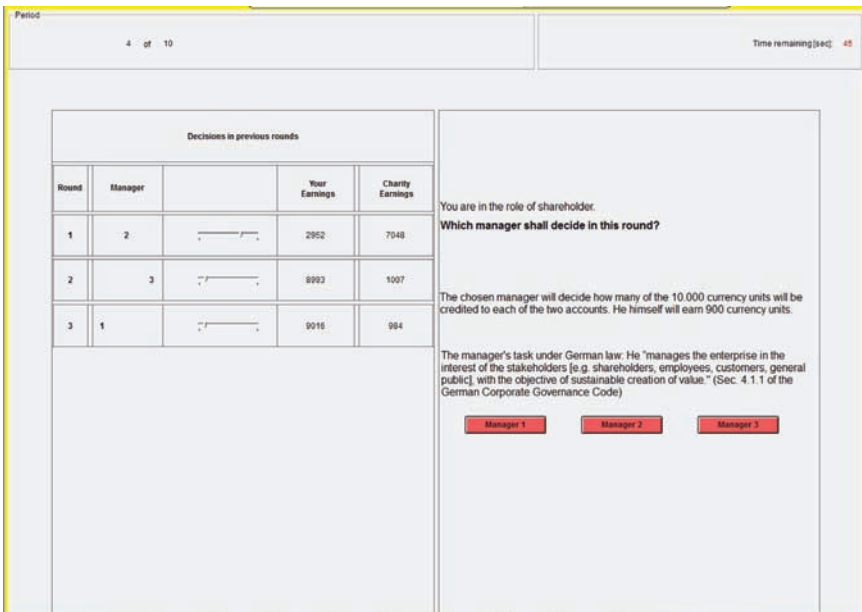 Period
4 of 10
Time remaining [sec]: 45
Decisions in previous rounds
Round Manager Your Earnings Charity Earnings
1 2 2952 7048
2 3 8993 1007
3 1 9016 984
You are in the role of shareholder.
Which manager shall decide in this round?
The chosen manager will decide how many of the 10.000 currency units will be
credited to each of the two accounts. He himself will earn 900 currency units.
The manager's task under German law: He "manages the enterprise in the
interest of the stakeholders [e.g. shareholders, employees, customers, general
public], with the objective of sustainable creation of value." (Sec. 4.1.1 of the
German Corporate Governance Code)
Manager 1 Manager 2 Manager 3